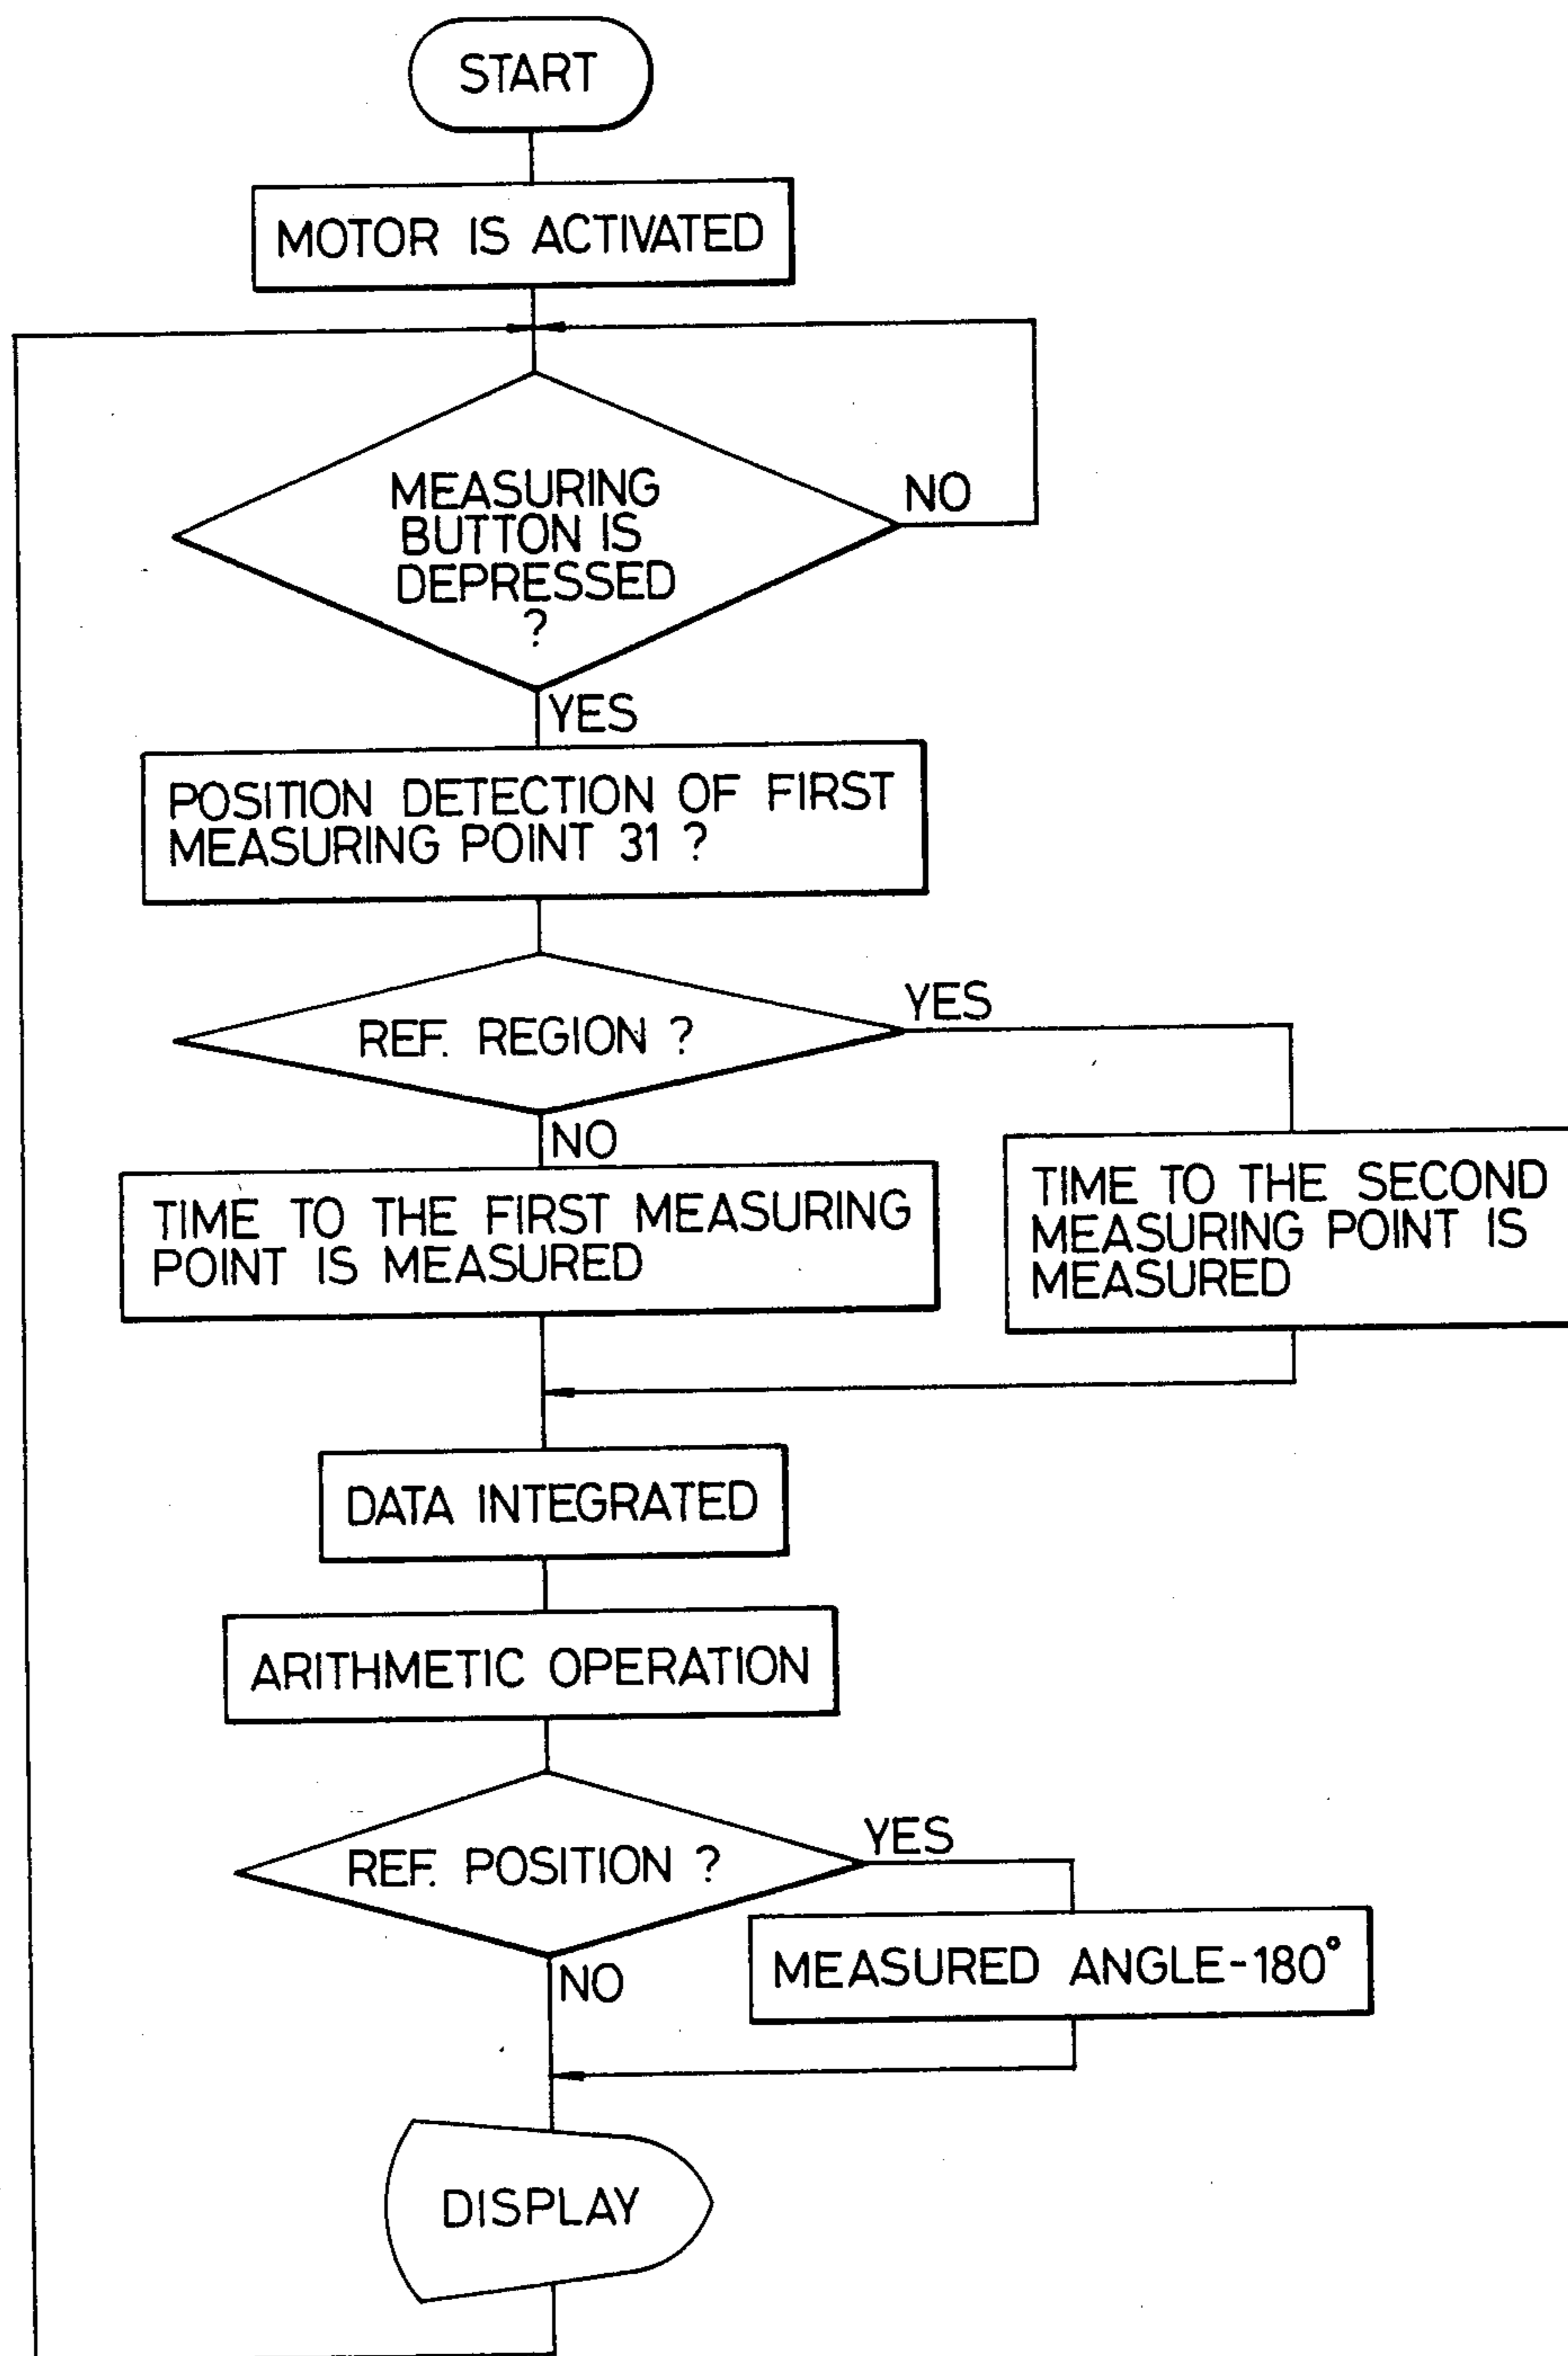 START
MOTOR IS ACTIVATED
MEASURING
BUTTON IS
DEPRESSED
?
NO
YES
POSITION DETECTION OF FIRST
MEASURING POINT 31 ?
REF. REGION ?
YES
NO
TIME TO THE FIRST MEASURING
POINT IS MEASURED
TIME TO THE SECOND
MEASURING POINT IS
MEASURED
DATA INTEGRATED
ARITHMETIC OPERATION
REF. POSITION ?
YES
NO
MEASURED ANGLE-180°
DISPLAY